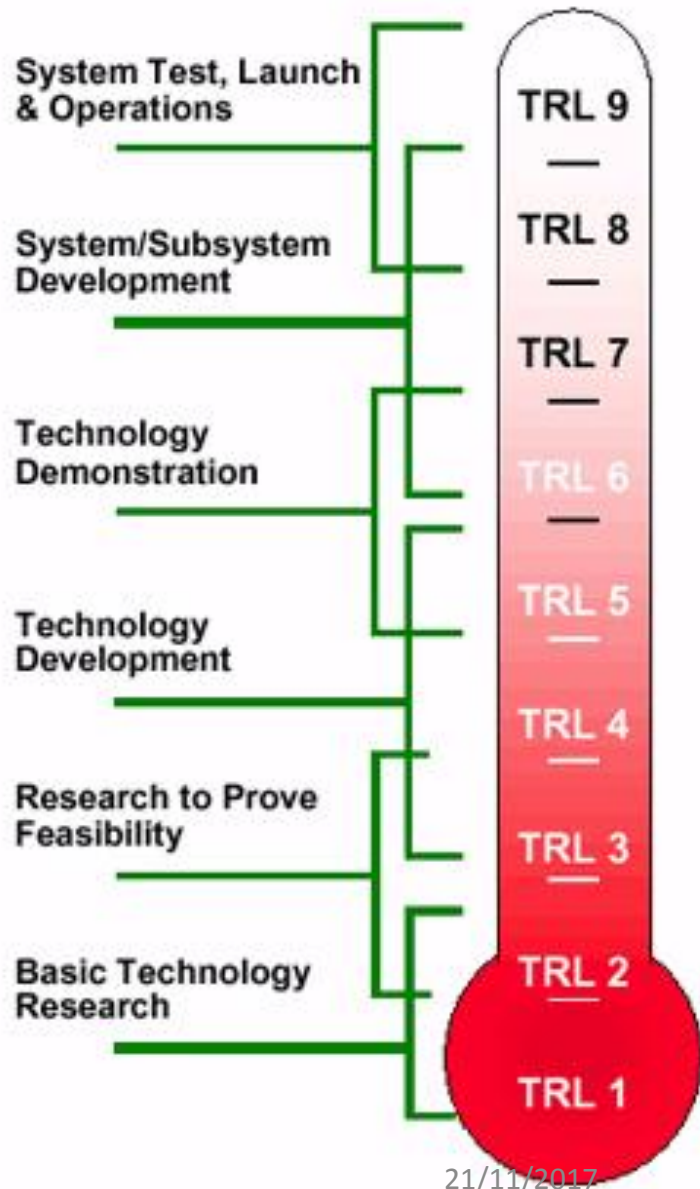 System Test, Launch
& Operations
System/Subsystem
Development
Technology
Demonstration
Technology
Development
Research to Prove
Feasibility
Basic Technology
Research
TRL 9
TRL 8
TRL 7
TRL 6
TRL 5
TRL 4
TRL 3
TRL 2
TRL 1
21/11/2017